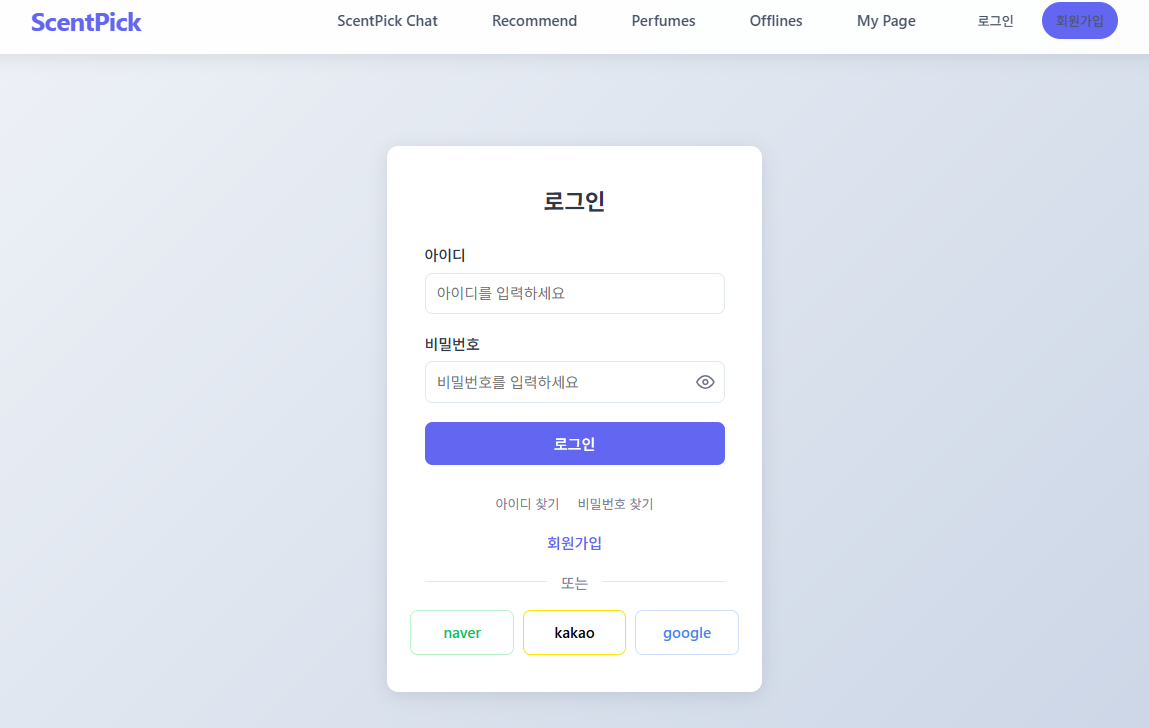 ScentPick
ScentPick Chat
Recommend
Perfumes
Offlines
My Page
로그인
회원가입
로그인
아이디
아이디를 입력하세요
비밀번호
비밀번호를 입력하세요
로그인
아이디 찾기
비밀번호 찾기
회원가입
또는
naver
kakao
google